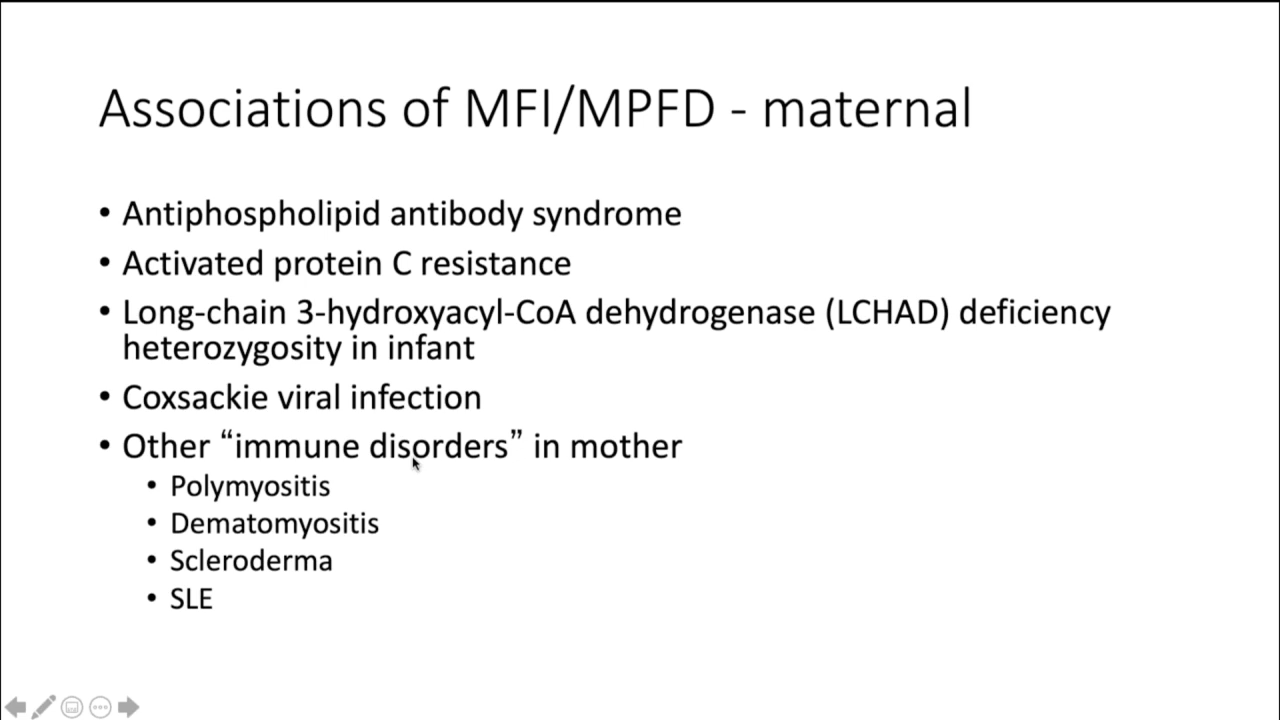 Associations of MFI/MPFD - maternal
• Antiphospholipid antibody syndrome
• Activated protein C resistance
• Long-chain 3-hydroxyacyl-CoA dehydrogenase (LCHAD) deficiency
heterozygosity in infant
• Coxsackie viral infection
• Other “immune disorders” in mother
• Polymyositis
• Dematomyositis
• Scleroderma
• SLE